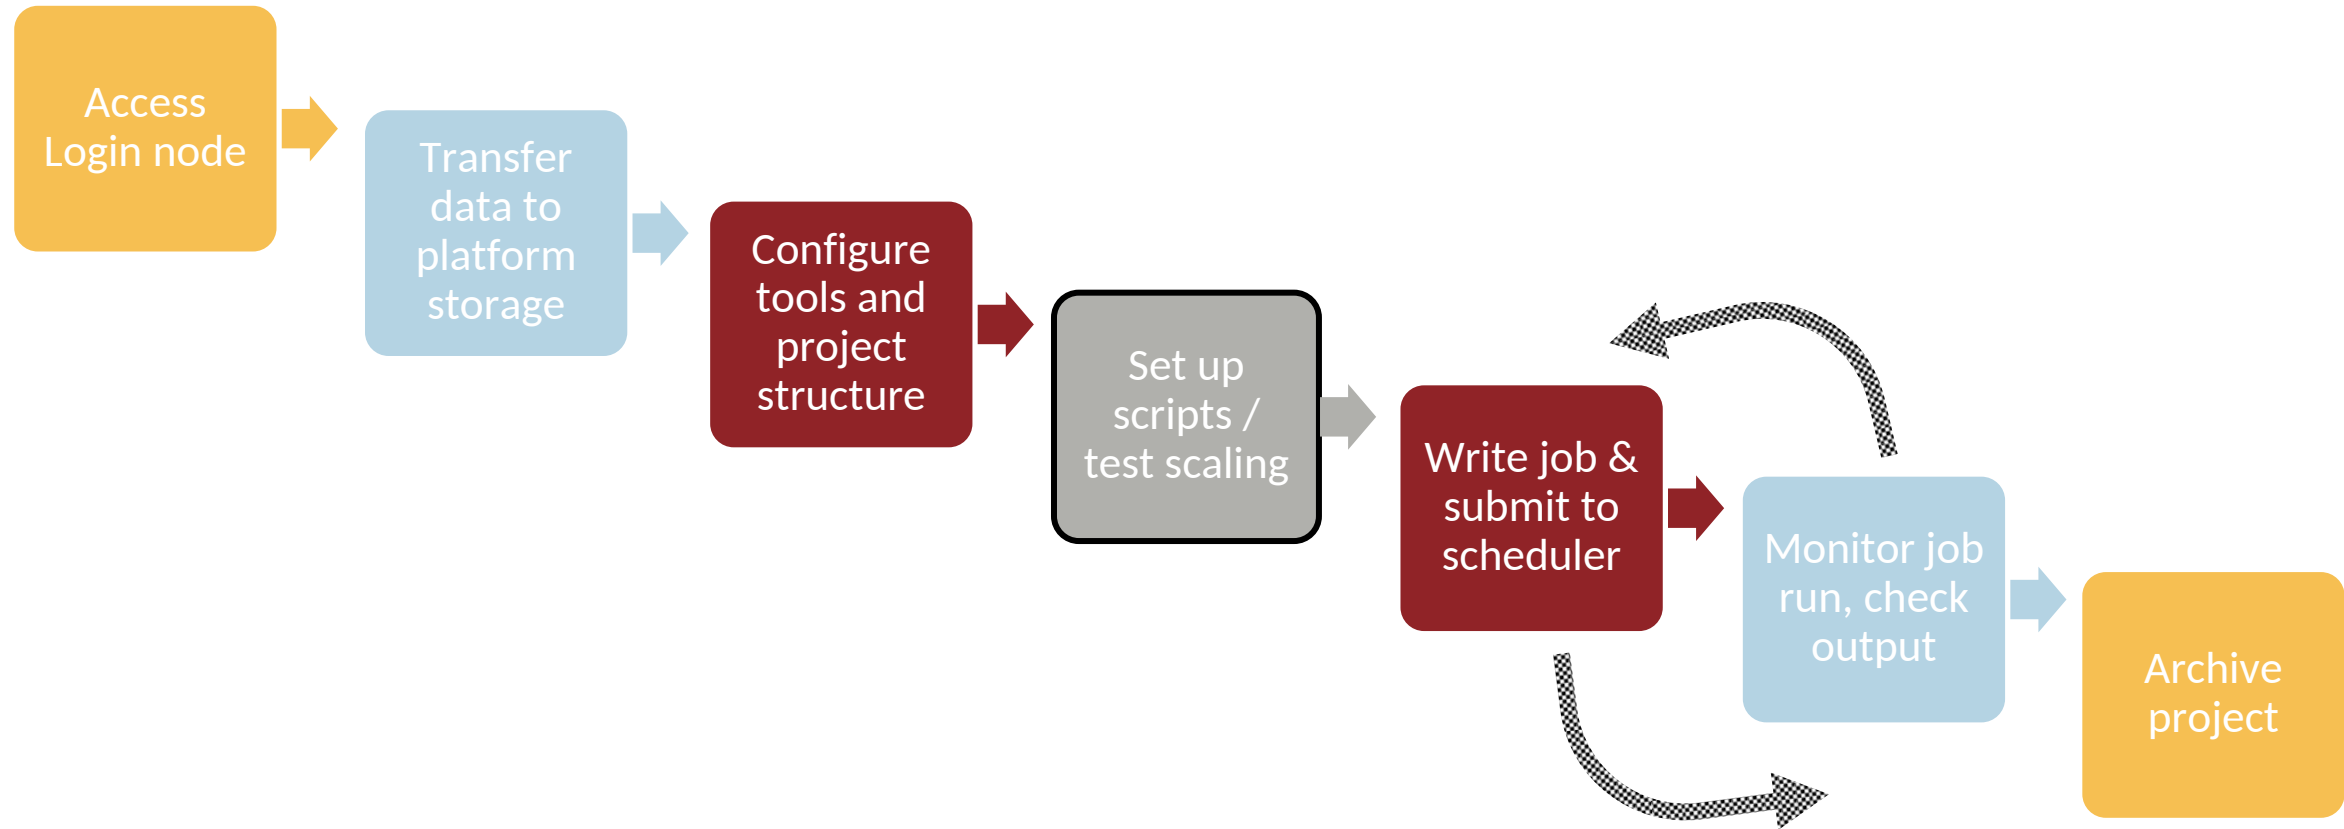 Access
Login node
Transfer
data to
platform
storage
Configure
tools and
project
structure
Set up
scripts /
test scaling
Write job &
submit to
scheduler
Monitor job
run, check
output
Archive
project